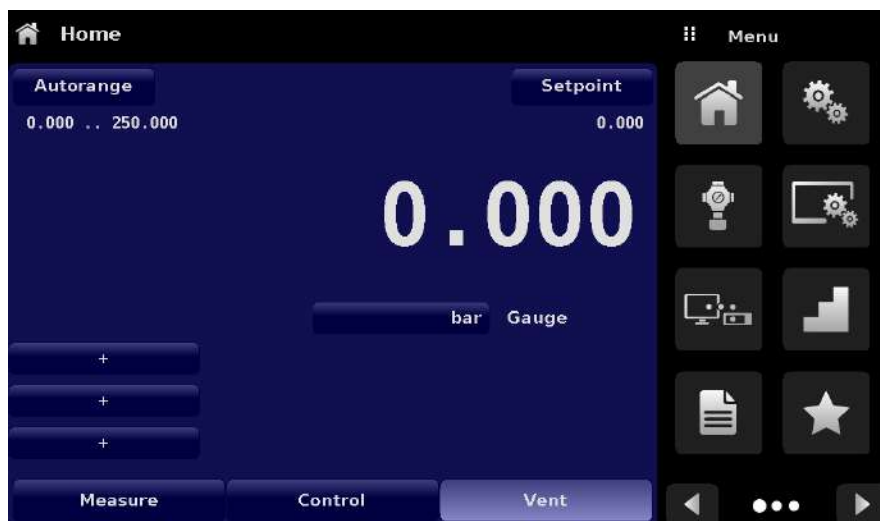 Home
Menu
Autorange
Setpoint
0.000 .. 250.000
0.000
0.000
bar Gauge
+
+
+
Measure
Control
Vent